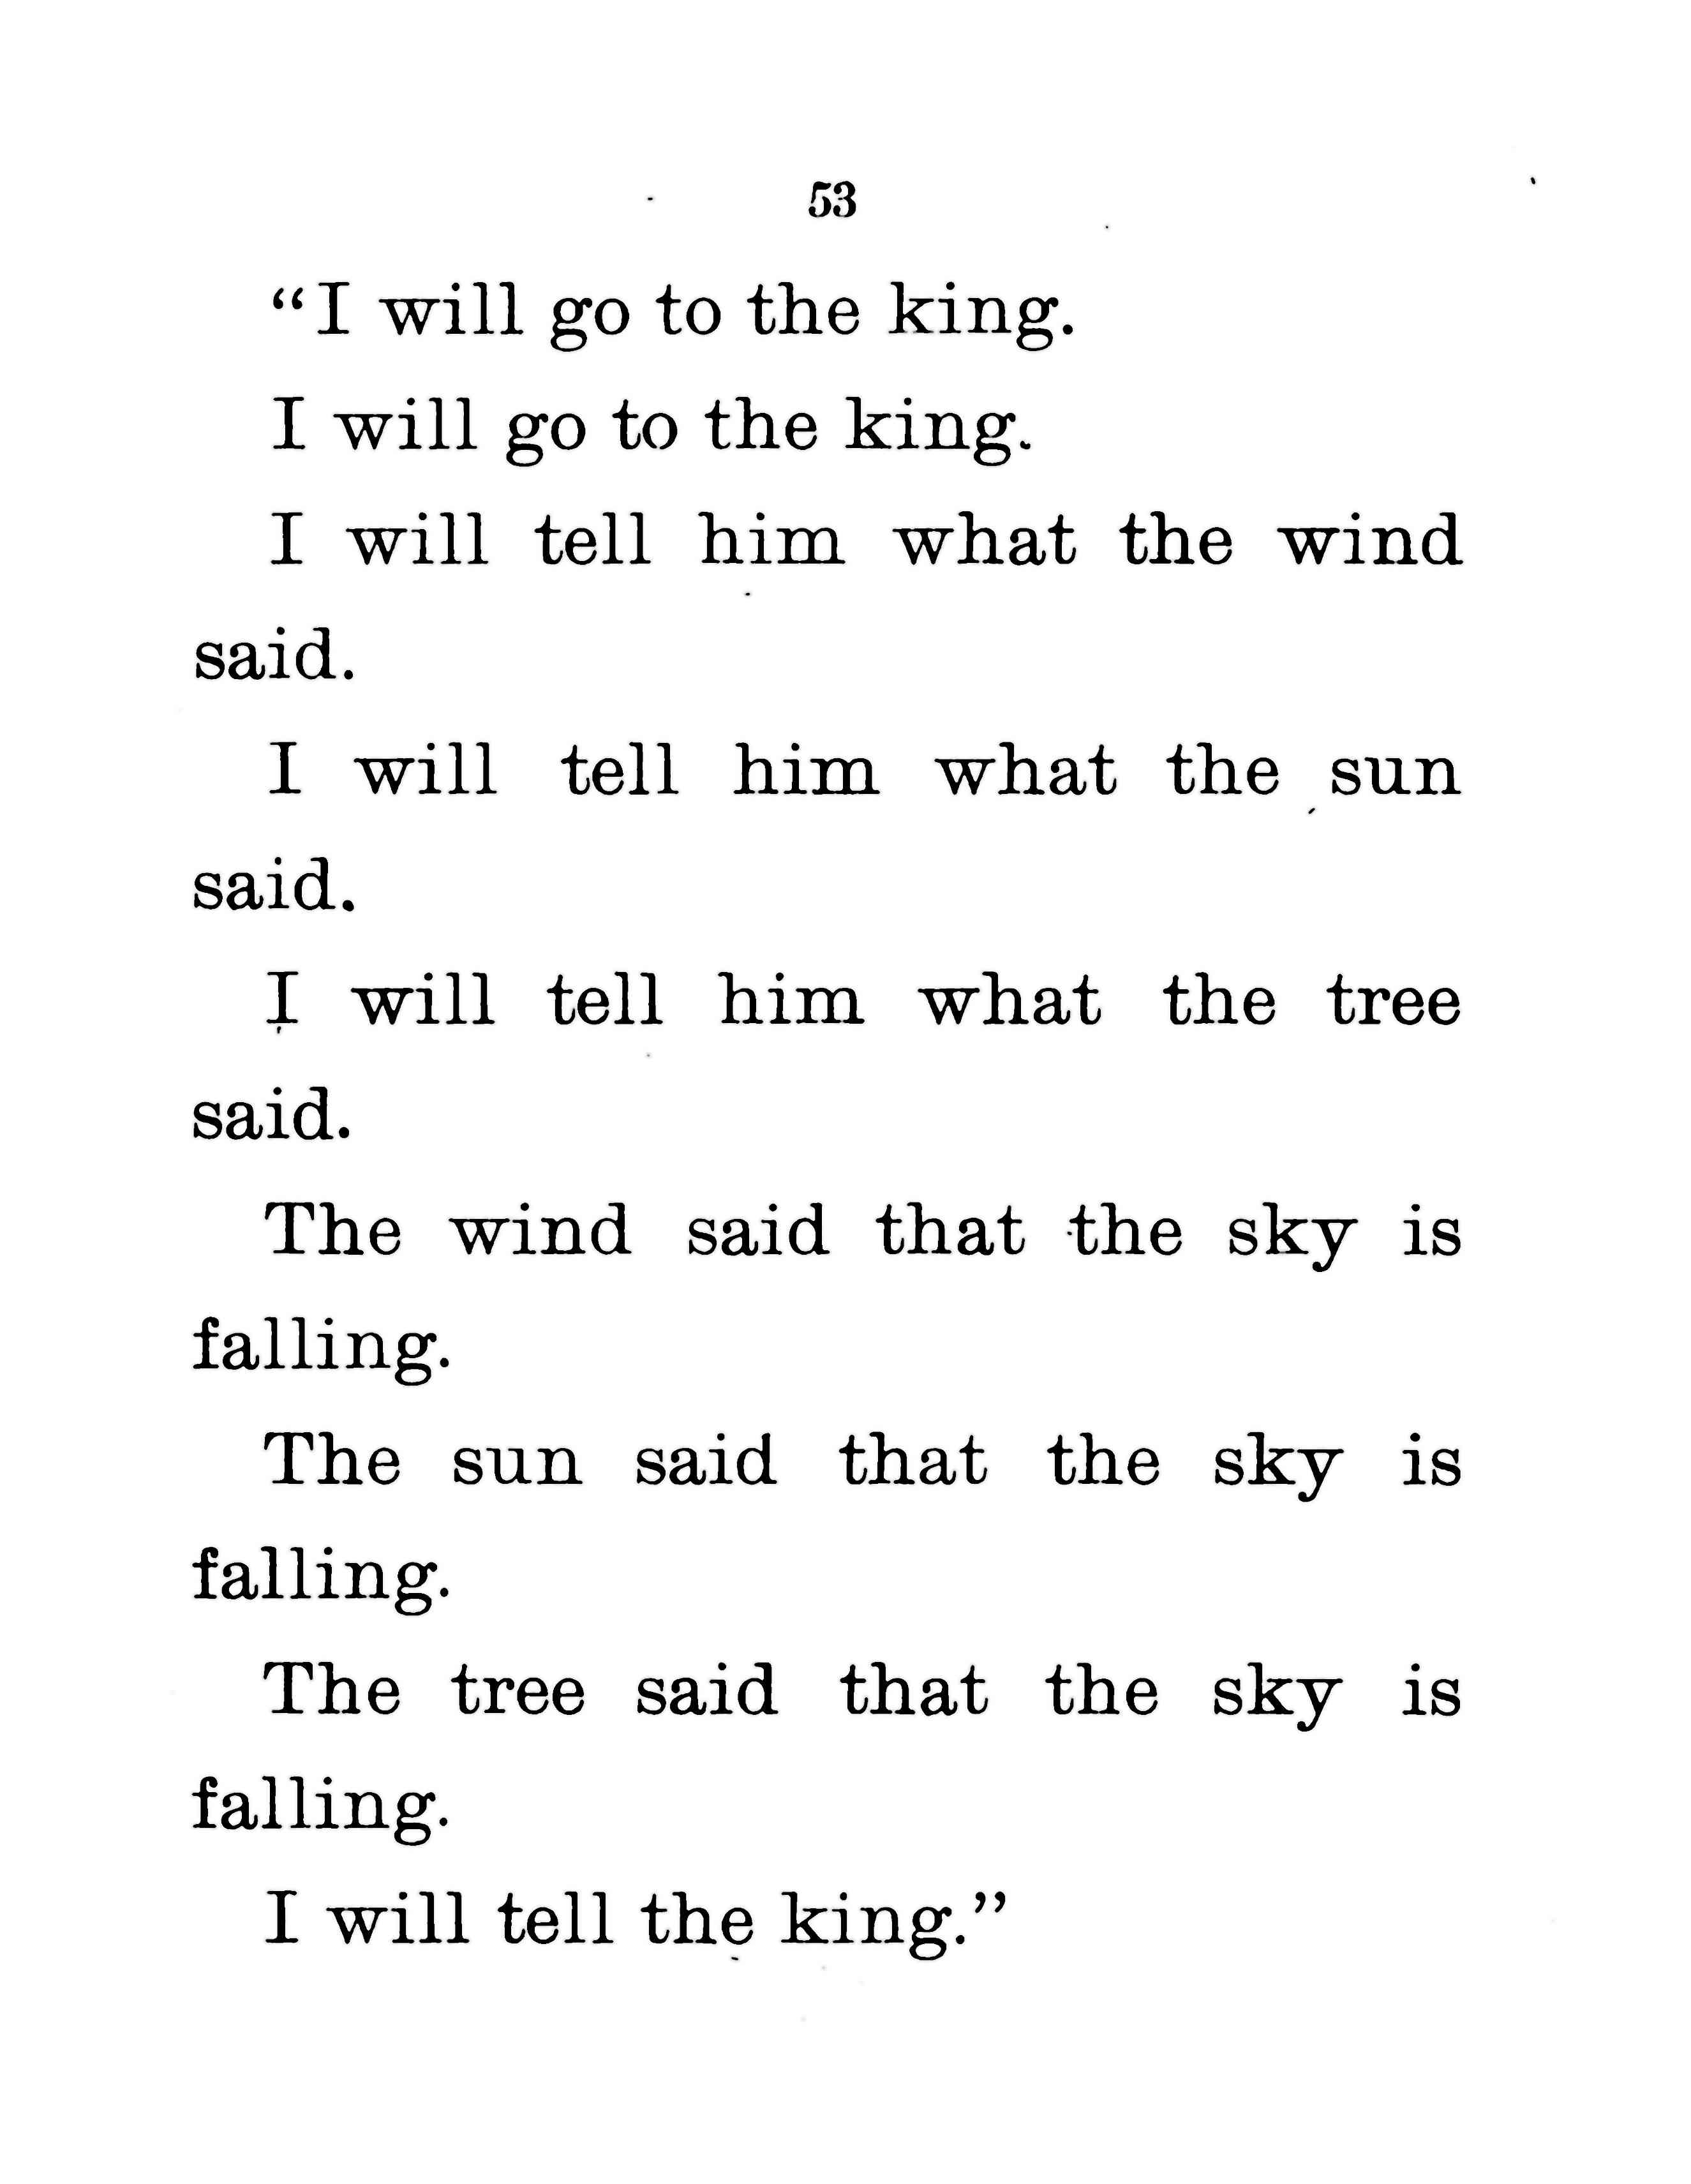 53
“I will go to the king.
I will go to the king.
I will tell him what the wind
said.
I will tell him what the sun
said.
I will tell him what the tree
said.
The wind said that the sky is
falling.
The sun said that the sky is
falling.
The tree said that the sky is
falling.
I will tell the king.”